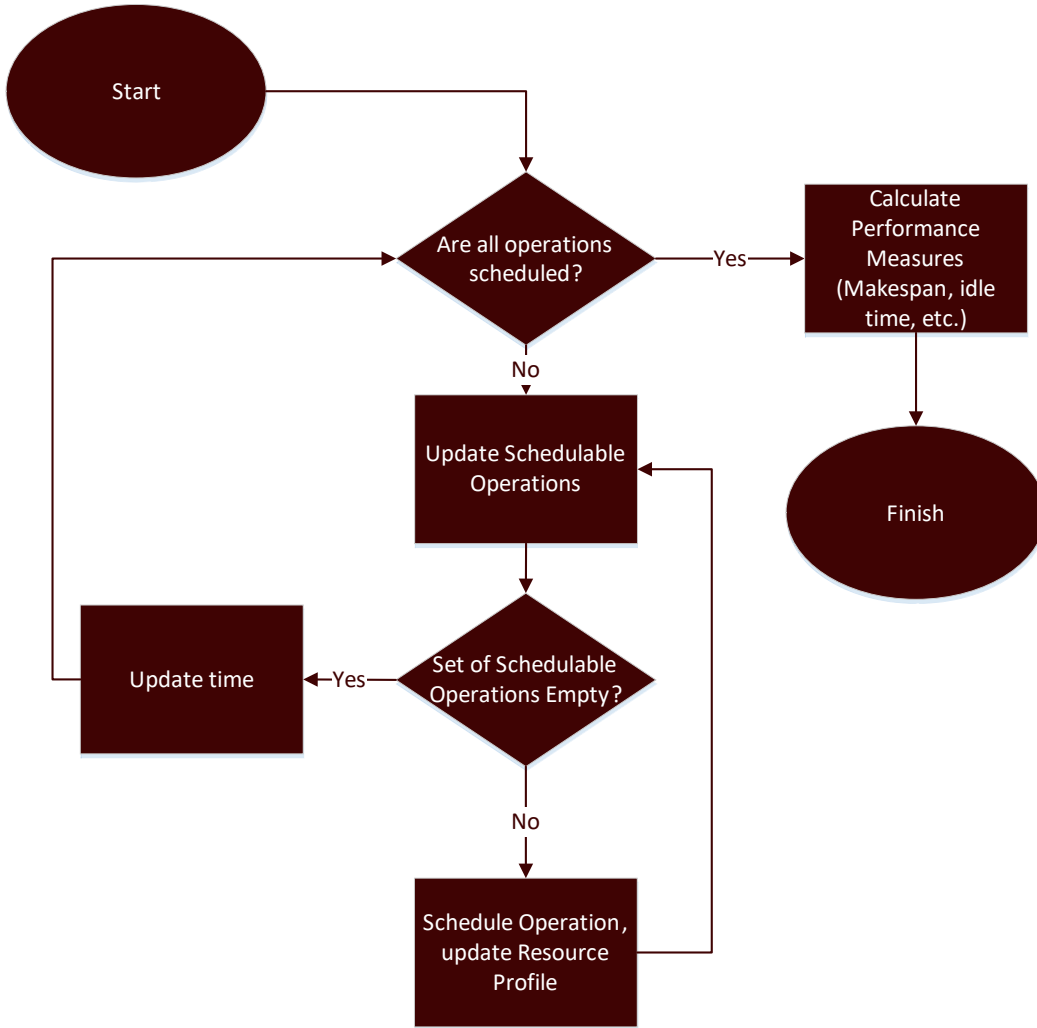 Start
Are all operations
scheduled?
Yes
Calculate
Performance
Measures
(Makespan, idle
time, etc.)
No
Update Schedulable
Operations
Finish
Set of Schedulable
Operations Empty?
Yes
Update time
No
Schedule Operation,
update Resource
Profile